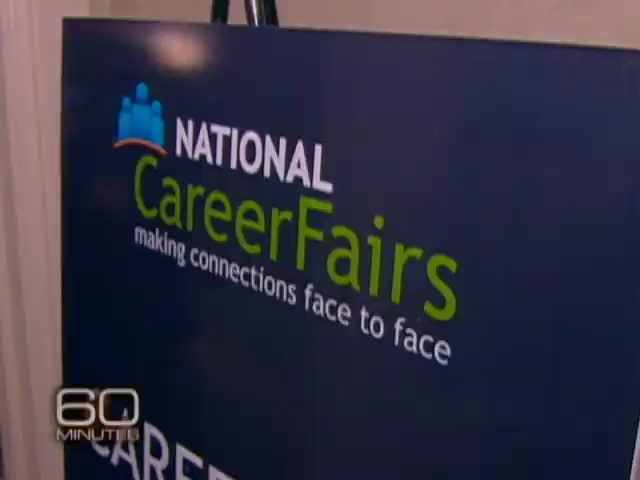 NATIONAL
CareerFairs
making connections face to face
60
MINUTES